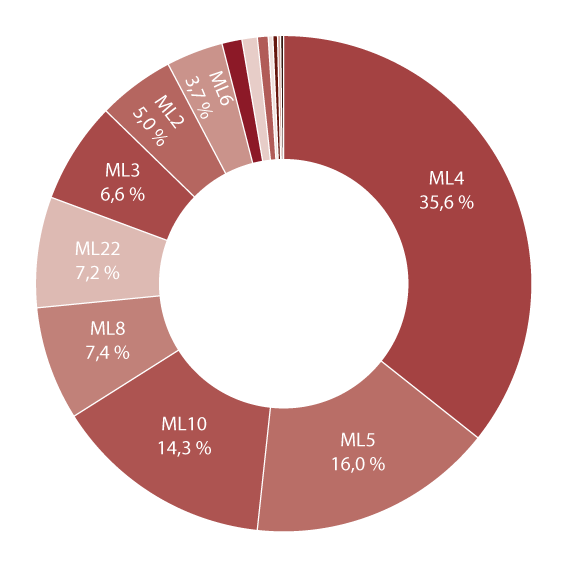 ML4
35,6 %
ML5
16,0 %
ML10
14,3 %
ML8
7,4 %
ML22
7,2 %
ML3
6,6 %
ML2
5,0 %
ML6
3,7 %